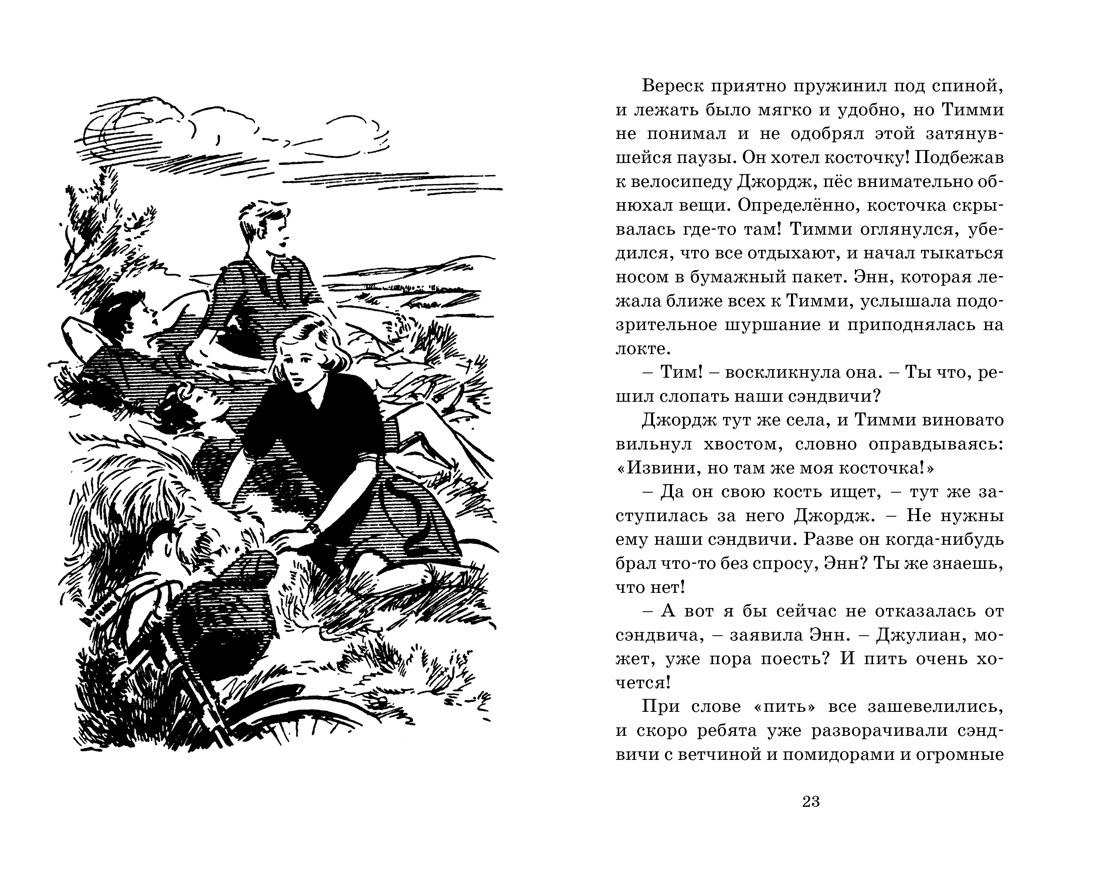 Вереск приятно пружинил под спиной,
и лежать было мягко и удобно, но Тимми
не понимал и не одобрял этой затянув-
шейся паузы. Он хотел косточку! Подбежав
к велосипеду Джордж, пёс внимательно об-
нюхал вещи. Определённо, косточка скры-
валась где-то там! Тимми оглянулся, убе-
дился, что все отдыхают, и начал тыкаться
носом в бумажный пакет. Энн, которая ле-
жала ближе всех к Тимми, услышала подо-
зрительное шуршание и приподнялась на
локте.
– Тим! – воскликнула она. – Ты что, ре-
шил слопать наши сэндвичи?
Джордж тут же села, и Тимми виновато
вильнул хвостом, словно оправдываясь:
«Извини, но там же моя косточка!»
– Да он свою кость ищет, – тут же за-
ступилась за него Джордж. – Не нужны
ему наши сэндвичи. Разве он когда-нибудь
брал что-то без спросу, Энн? Ты же знаешь,
что нет!
– А вот я бы сейчас не отказалась от
сэндвича, – заявила Энн. – Джулиан, мо-
жет, уже пора поесть? И пить очень хо-
чется!
При слове «пить» все зашевелились,
и скоро ребята уже разворачивали сэнд-
вичи с ветчиной и помидорами и огромные
23